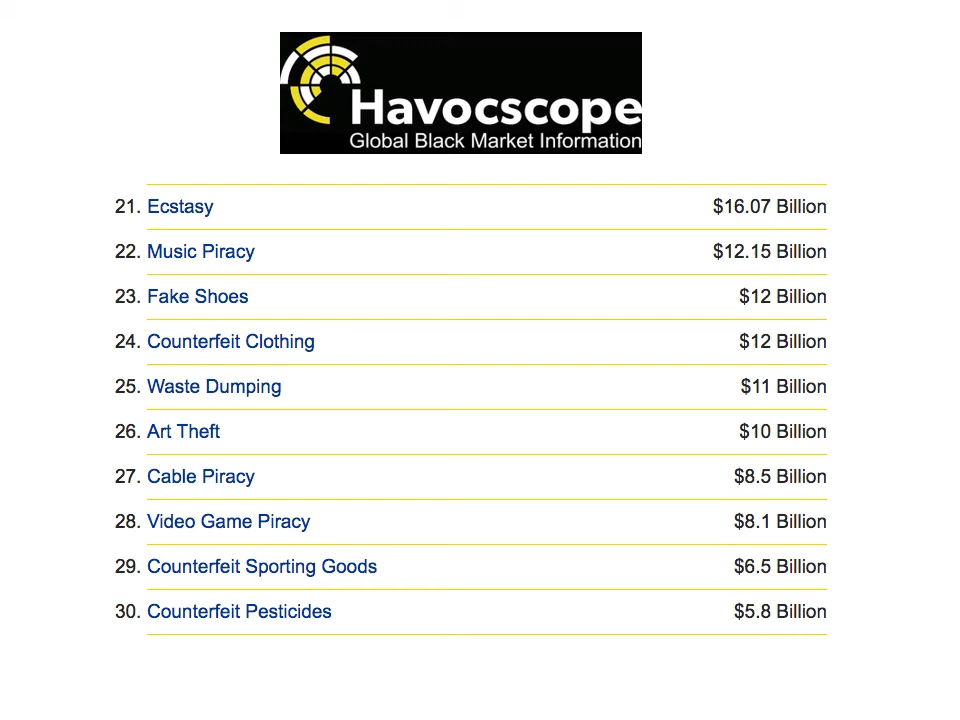 Havocscope
Global Black Market Information
21. Ecstasy $16.07 Billion
22. Music Piracy $12.15 Billion
23. Fake Shoes $12 Billion
24. Counterfeit Clothing $12 Billion
25. Waste Dumping $11 Billion
26. Art Theft $10 Billion
27. Cable Piracy $8.5 Billion
28. Video Game Piracy $8.1 Billion
29. Counterfeit Sporting Goods $6.5 Billion
30. Counterfeit Pesticides $5.8 Billion